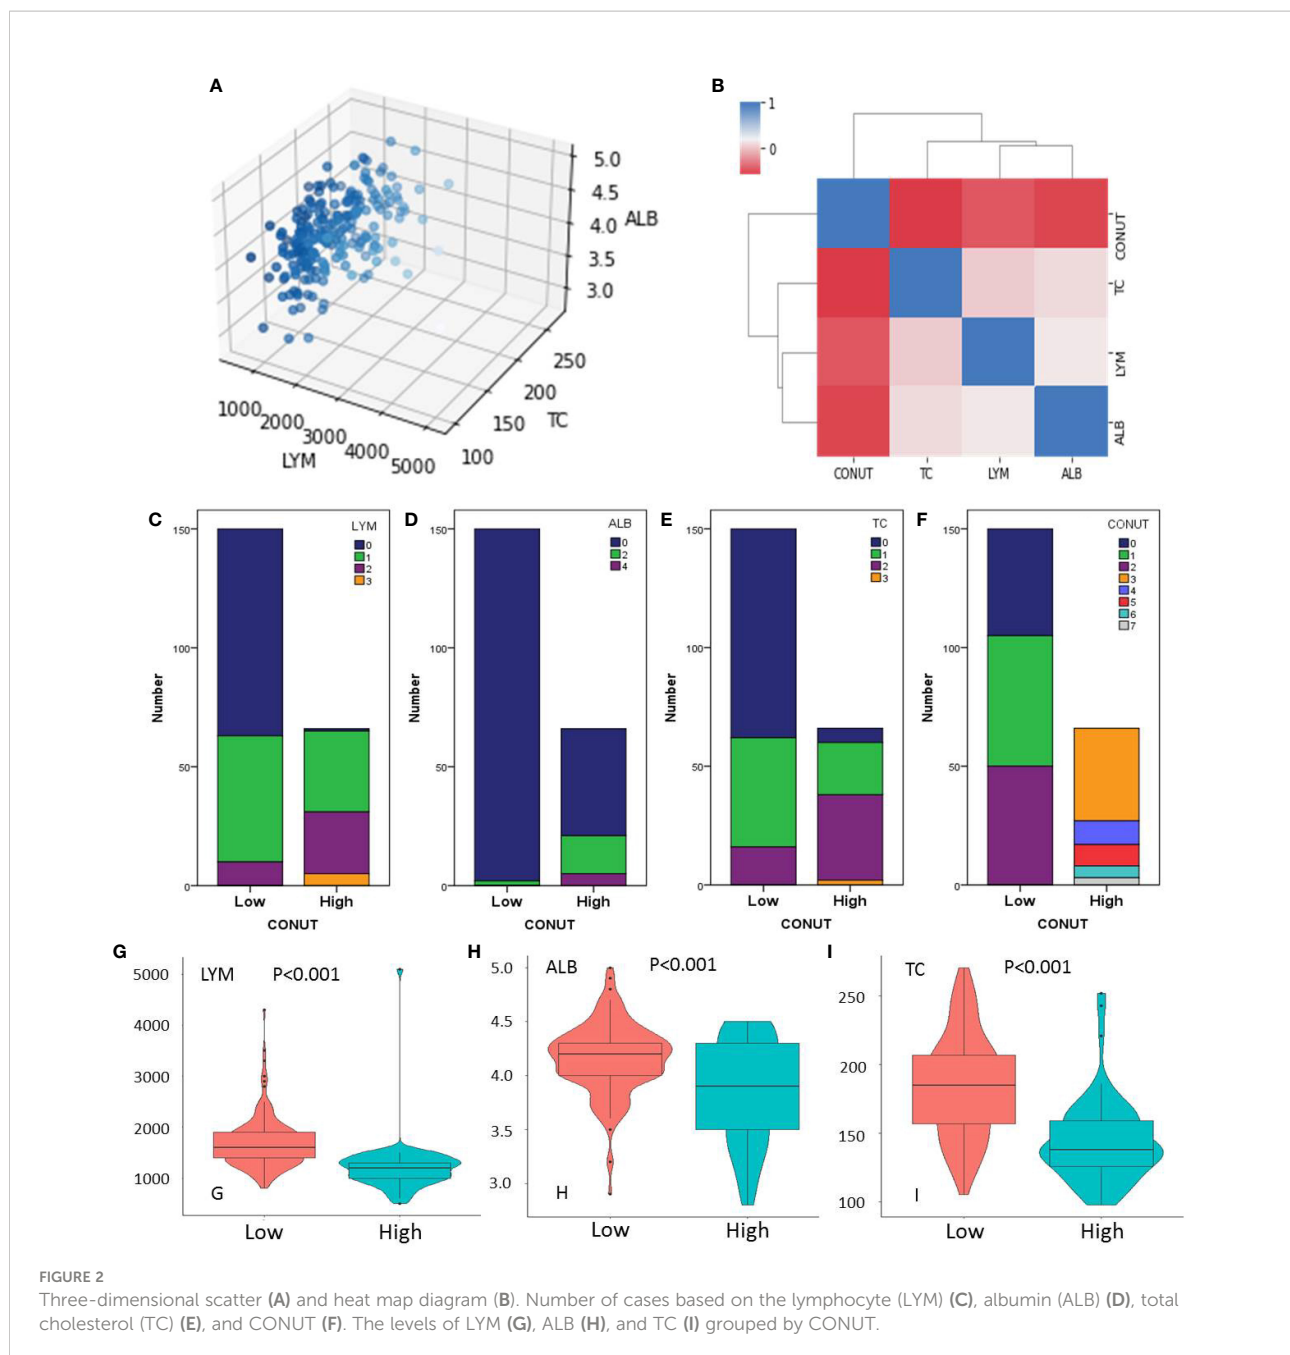 A
5.0
4.5
4.0
3.5
3.0
ALB
250
200
150
100
TC
1000
2000
3000
4000
5000
LYM
B
1
0
CONUT
TC
LYM
ALB
CONUT
TC
LYM
ALB
C
150
100
50
0
Number
LYM
0
1
2
3
Low
High
CONUT
D
150
100
50
0
Number
ALB
0
2
4
Low
High
CONUT
E
150
100
50
0
Number
TC
0
1
2
3
Low
High
CONUT
F
150
100
50
0
Number
CONUT
0
1
2
3
4
5
6
7
Low
High
CONUT
G
LYM
P<0.001
5000
4000
3000
2000
1000
G
Low
High
H
ALB
P<0.001
5.0
4.5
4.0
3.5
3.0
H
Low
High
I
TC
P<0.001
250
200
150
100
I
Low
High
FIGURE 2
Three-dimensional scatter (A) and heat map diagram (B). Number of cases based on the lymphocyte (LYM) (C), albumin (ALB) (D), total
cholesterol (TC) (E), and CONUT (F). The levels of LYM (G), ALB (H), and TC (I) grouped by CONUT.